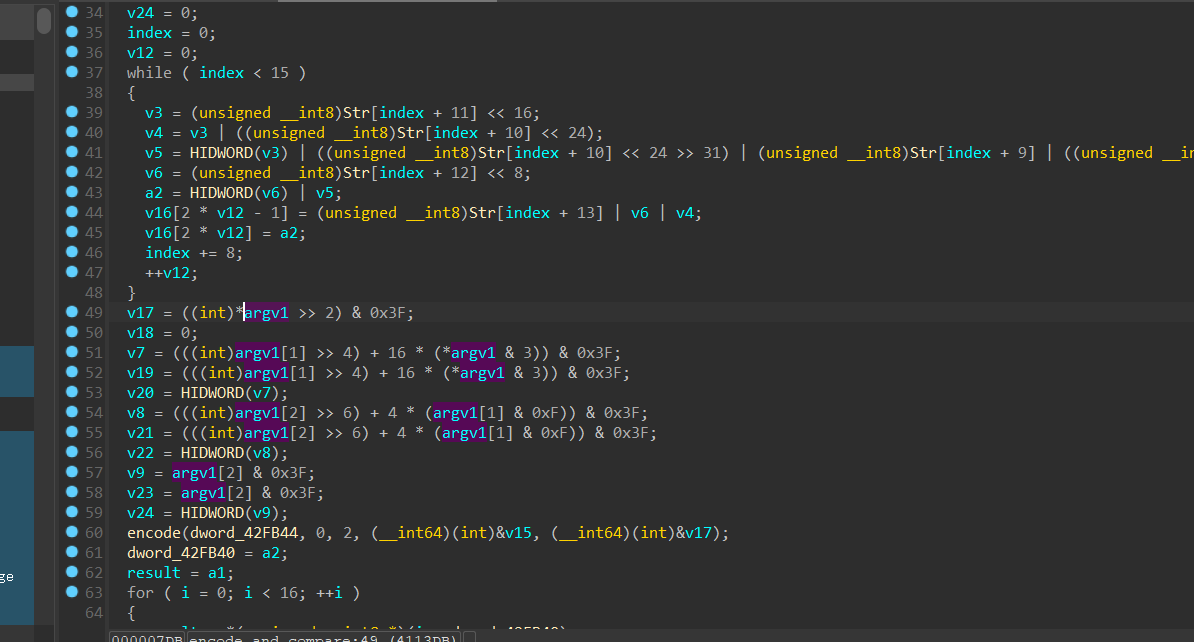 34 v24 = 0;
35 index = 0;
36 v12 = 0;
37 while ( index < 15 )
38 {
39 v3 = (unsigned __int8)Str[index + 11] << 16;
40 v4 = v3 | ((unsigned __int8)Str[index + 10] << 24);
41 v5 = HIDWORD(v3) | ((unsigned __int8)Str[index + 10] << 24 >> 31) | (unsigned __int8)Str[index + 9] | ((unsigned __in
42 v6 = (unsigned __int8)Str[index + 12] << 8;
43 a2 = HIDWORD(v6) | v5;
44 v16[2 * v12 - 1] = (unsigned __int8)Str[index + 13] | v6 | v4;
45 v16[2 * v12] = a2;
46 index += 8;
47 ++v12;
48 }
49 v17 = ((int)*argv1 >> 2) & 0x3F;
50 v18 = 0;
51 v7 = (((int)argv1[1] >> 4) + 16 * (*argv1 & 3)) & 0x3F;
52 v19 = (((int)argv1[1] >> 4) + 16 * (*argv1 & 3)) & 0x3F;
53 v20 = HIDWORD(v7);
54 v8 = (((int)argv1[2] >> 6) + 4 * (argv1[1] & 0xF)) & 0x3F;
55 v21 = (((int)argv1[2] >> 6) + 4 * (argv1[1] & 0xF)) & 0x3F;
56 v22 = HIDWORD(v8);
57 v9 = argv1[2] & 0x3F;
58 v23 = argv1[2] & 0x3F;
59 v24 = HIDWORD(v9);
60 encode(dword_42FB44, 0, 2, (__int64)(int)&v15, (__int64)(int)&v17);
61 dword_42FB40 = a2;
62 result = a1;
ge
63 for ( i = 0; i < 16; ++i )
64 {
000007DB encode_and_compare:49 (4113DB)